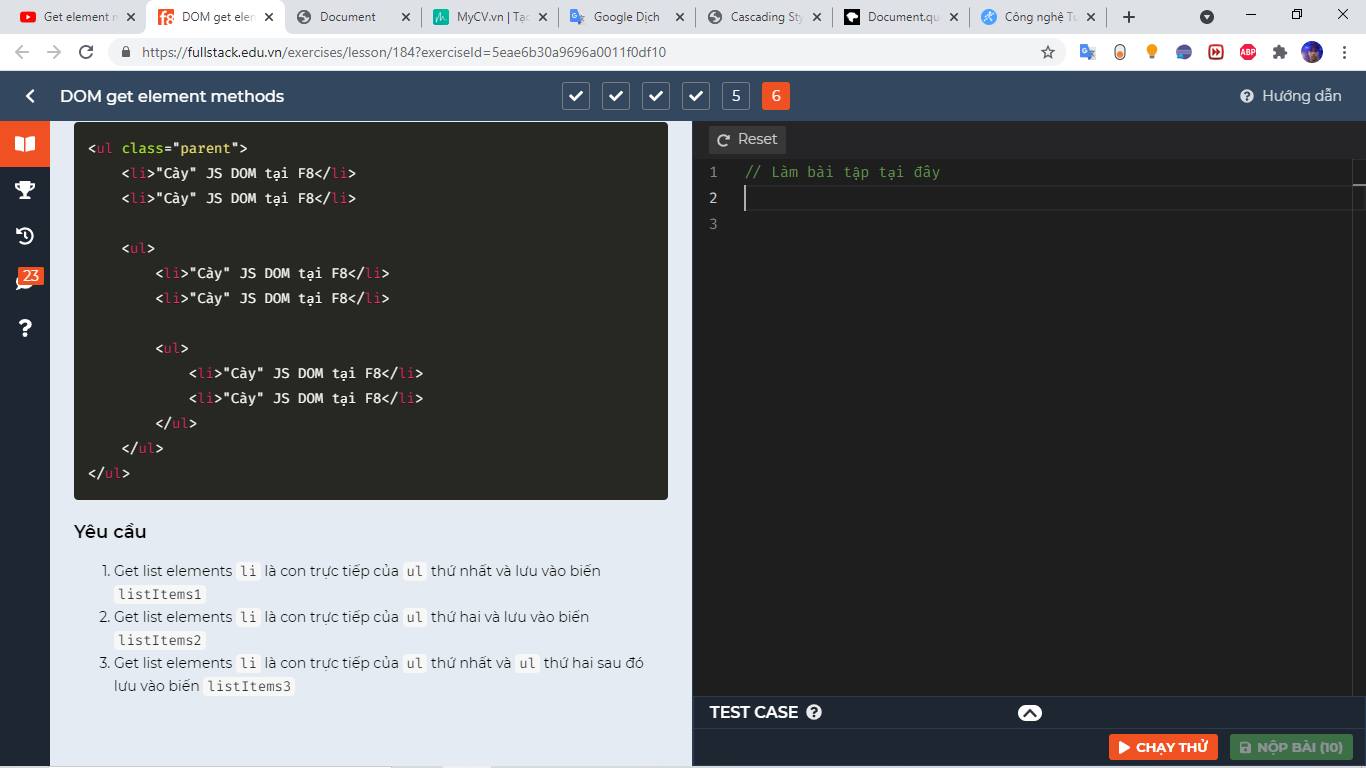 Get element n
DOM get elem
Document
MyCV.vn | Tạo
Google Dịch
Cascading Sty
Document.qu
Công nghệ Tu
https://fullstack.edu.vn/exercises/lesson/184?exerciseId=5eae6b30a9696a0011f0df10
ABP
DOM get element methods
5
6
Hướng dẫn
23
<ul class="parent">
<li>"Cày" JS DOM tại F8</li>
<li>"Cày" JS DOM tại F8</li>
<ul>
<li>"Cày" JS DOM tại F8</li>
<li>"Cày" JS DOM tại F8</li>
<ul>
<li>"Cày" JS DOM tại F8</li>
<li>"Cày" JS DOM tại F8</li>
</ul>
</ul>
</ul>
Yêu cầu
1. Get list elements li là con trực tiếp của ul thứ nhất và lưu vào biến
listItems1
2. Get list elements li là con trực tiếp của ul thứ hai và lưu vào biến
listItems2
3. Get list elements li là con trực tiếp của ul thứ nhất và ul thứ hai sau đó
lưu vào biến listItems3
Reset
1 // Làm bài tập tại đây
2
3
TEST CASE
CHẠY THỬ
NỘP BÀI (10)